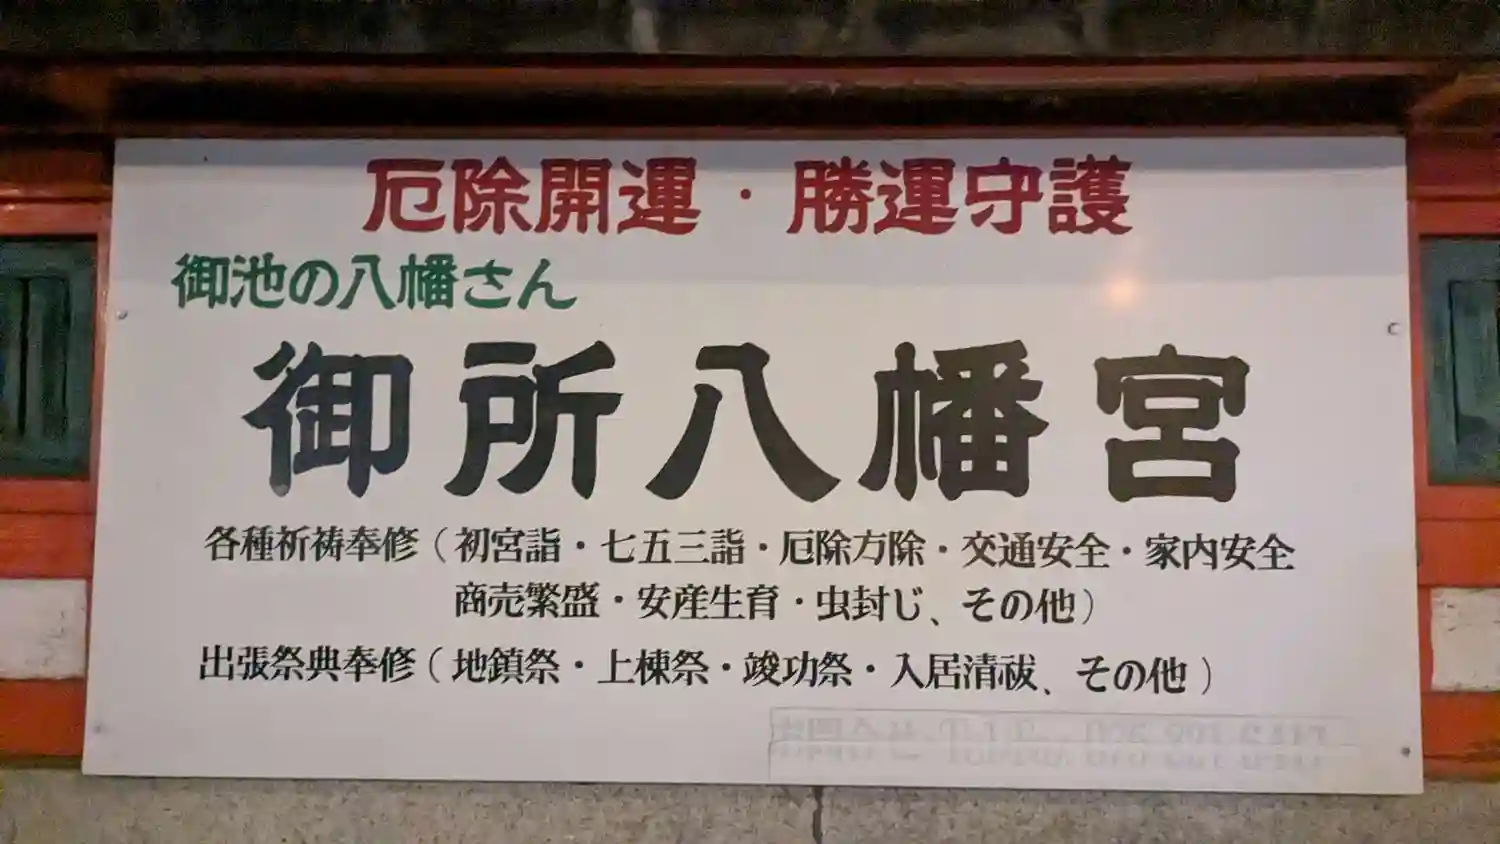 厄除開運・勝運守護
御池の八幡さん
御所八幡宮
各種祈祷奉修(初宮詣・七五三詣・厄除方除・交通安全・家内安全
商売繁盛・安産生育・虫封じ、その他)
出張祭典奉修(地鎮祭・上棟祭・竣功祭・入居清祓、その他)